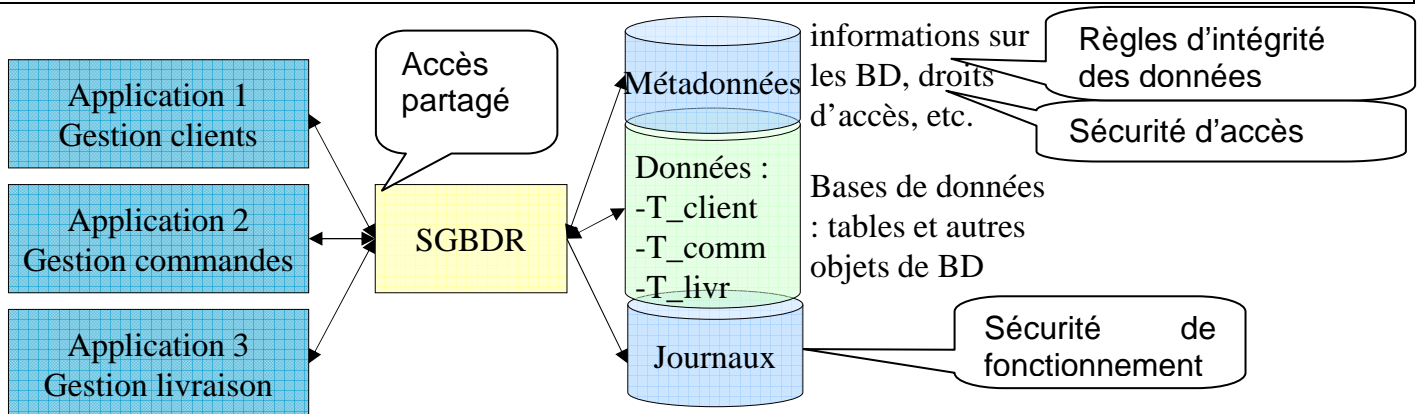 Application 1
Gestion clients
Application 2
Gestion commandes
Application 3
Gestion livraison
Accès
partagé
SGBDR
Métadonnées
Données :
-T_client
-T_comm
-T_livr
Journaux
informations sur
les BD, droits
d’accès, etc.
Règles d’intégrité
des données
Sécurité d’accès
Bases de données
: tables et autres
objets de BD
Sécurité de
fonctionnement